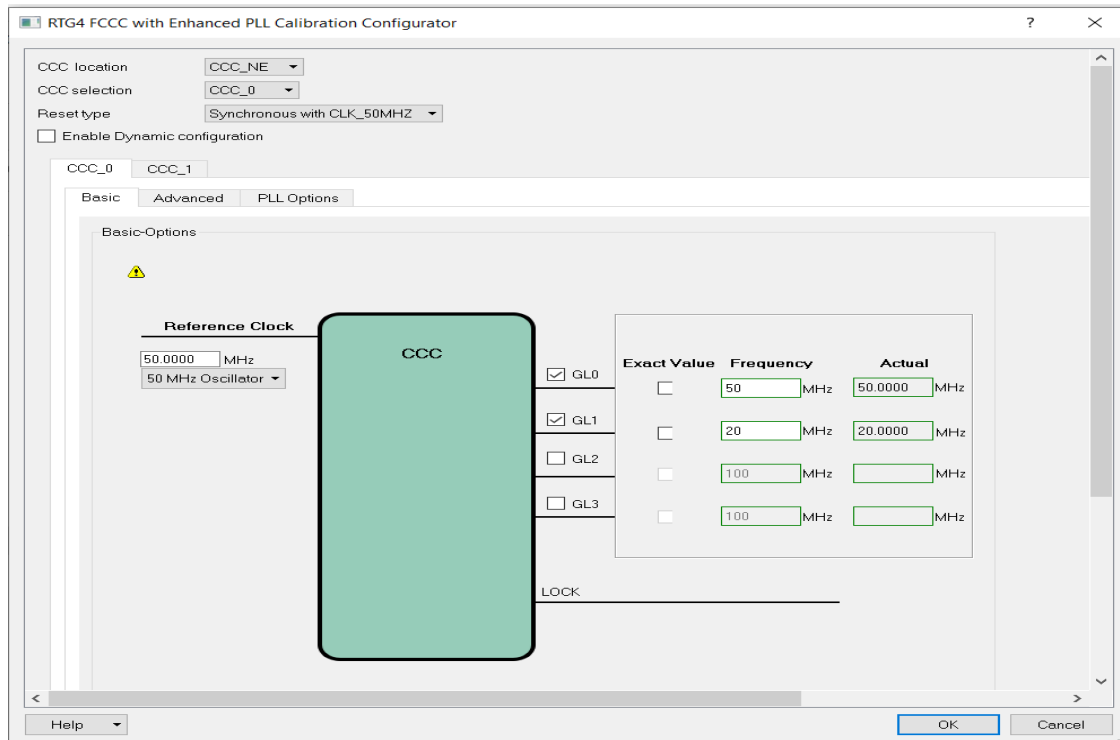 RTG4 FCCC with Enhanced PLL Calibration Configurator ?
CCC location CCC_NE
CCC selection CCC_0
Reset type Synchronous with CLK_50MHZ
Enable Dynamic configuration
CCC_0 CCC_1
Basic Advanced PLL Options
Basic-Options
Reference Clock
50.0000 MHz
50 MHz Oscillator
CCC
Exact Value Frequency Actual
GL0 50 MHz 50.0000 MHz
GL1 20 MHz 20.0000 MHz
GL2 100 MHz MHz
GL3 100 MHz MHz
LOCK
Help OK Cancel